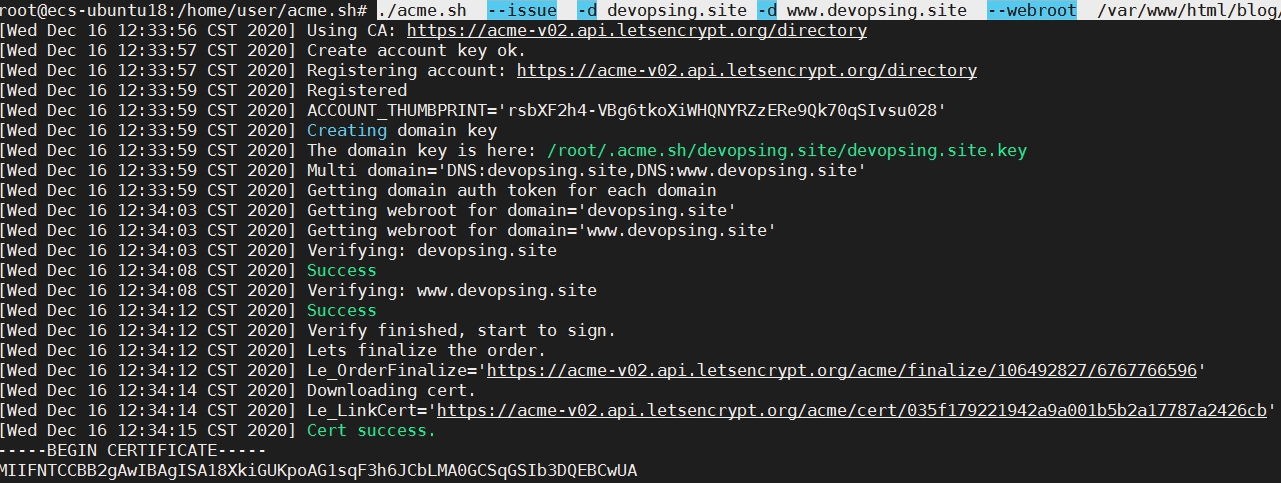 root@ecs-ubuntu18:/home/user/acme.sh# ./acme.sh --issue -d devopsing.site -d www.devopsing.site --webroot /var/www/html/blog/
[Wed Dec 16 12:33:56 CST 2020] Using CA: https://acme-v02.api.letsencrypt.org/directory
[Wed Dec 16 12:33:57 CST 2020] Create account key ok.
[Wed Dec 16 12:33:57 CST 2020] Registering account: https://acme-v02.api.letsencrypt.org/directory
[Wed Dec 16 12:33:59 CST 2020] Registered
[Wed Dec 16 12:33:59 CST 2020] ACCOUNT_THUMBPRINT='rsbXF2h4-VBg6tkoXiWHQNYRZzERe9Qk70qSIvsu028'
[Wed Dec 16 12:33:59 CST 2020] Creating domain key
[Wed Dec 16 12:33:59 CST 2020] The domain key is here: /root/.acme.sh/devopsing.site/devopsing.site.key
[Wed Dec 16 12:33:59 CST 2020] Multi domain='DNS:devopsing.site,DNS:www.devopsing.site'
[Wed Dec 16 12:33:59 CST 2020] Getting domain auth token for each domain
[Wed Dec 16 12:34:03 CST 2020] Getting webroot for domain='devopsing.site'
[Wed Dec 16 12:34:03 CST 2020] Getting webroot for domain='www.devopsing.site'
[Wed Dec 16 12:34:03 CST 2020] Verifying: devopsing.site
[Wed Dec 16 12:34:08 CST 2020] Success
[Wed Dec 16 12:34:08 CST 2020] Verifying: www.devopsing.site
[Wed Dec 16 12:34:12 CST 2020] Success
[Wed Dec 16 12:34:12 CST 2020] Verify finished, start to sign.
[Wed Dec 16 12:34:12 CST 2020] Lets finalize the order.
[Wed Dec 16 12:34:12 CST 2020] Le_OrderFinalize='https://acme-v02.api.letsencrypt.org/acme/finalize/106492827/6767766596'
[Wed Dec 16 12:34:14 CST 2020] Downloading cert.
[Wed Dec 16 12:34:14 CST 2020] Le_LinkCert='https://acme-v02.api.letsencrypt.org/acme/cert/035f179221942a9a001b5b2a17787a2426cb'
[Wed Dec 16 12:34:15 CST 2020] Cert success.
-----BEGIN CERTIFICATE-----
MIIFNTCCBB2gAwIBAgISA18XkiGUKpoAG1sqF3h6JCbLMA0GCSqGSIb3DQEBCwUA